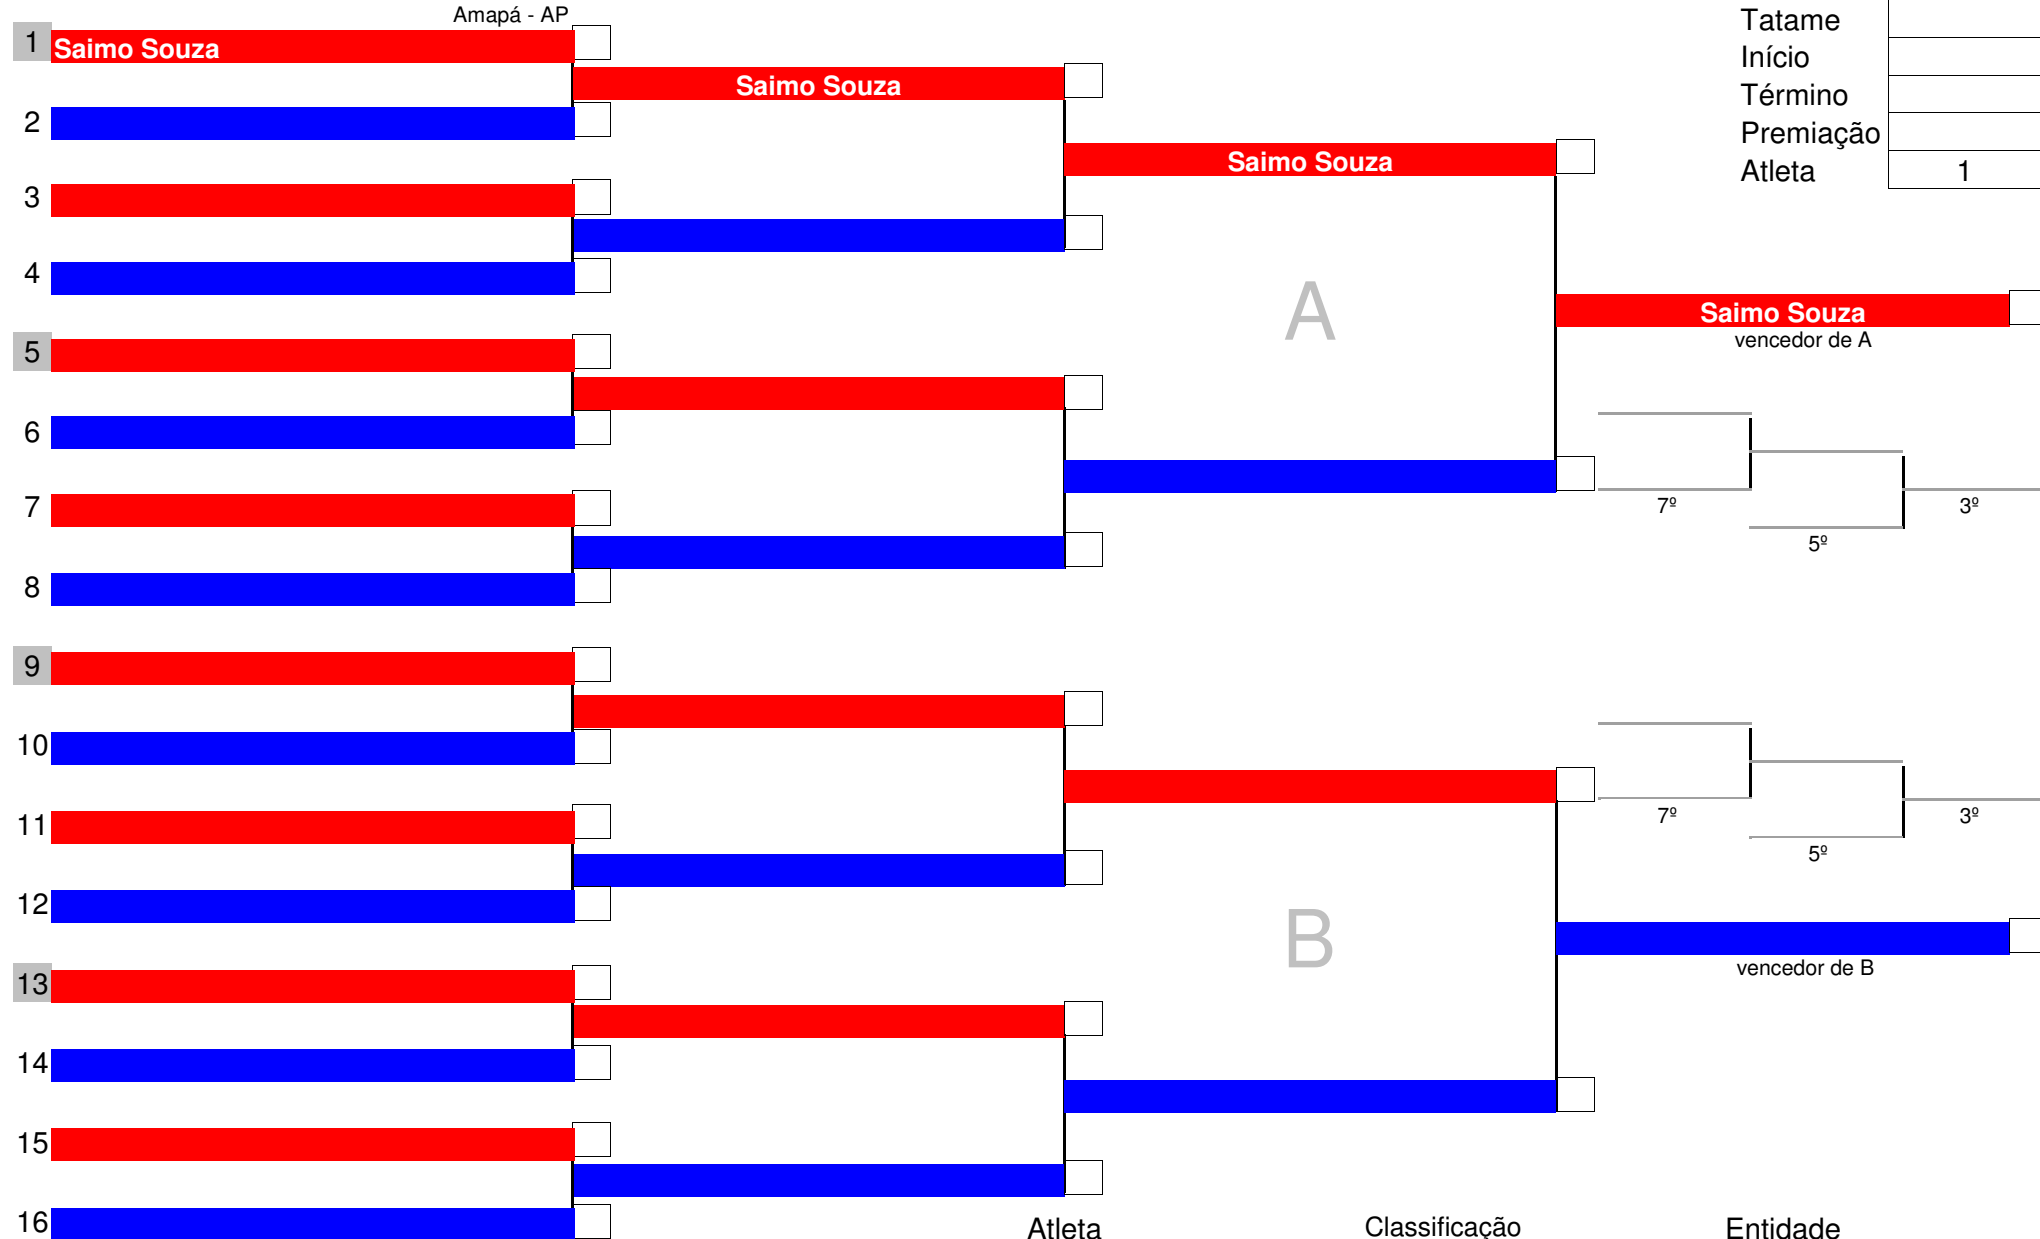 Amapá - AP
Tatame
1 Saimo Souza
Início
Saimo Souza
Término
2
Premiação
Saimo Souza
Atleta 1
3
4
A
Saimo Souza
vencedor de A
5
6
7
7º
3º
5º
8
9
10
7º
3º
11
5º
12
B
vencedor de B
13
14
15
16
Atleta Classificação Entidade